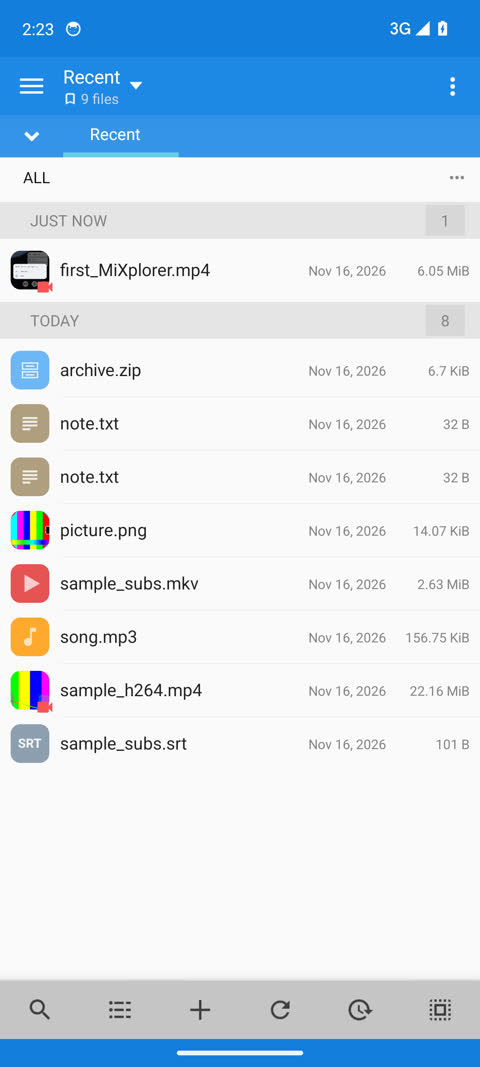 2:23
3G
Recent
9 files
Recent
ALL
JUST NOW 1
first_MiXplorer.mp4 Nov 16, 2026 6.05 MiB
TODAY 8
archive.zip Nov 16, 2026 6.7 KiB
note.txt Nov 16, 2026 32 B
note.txt Nov 16, 2026 32 B
picture.png Nov 16, 2026 14.07 KiB
sample_subs.mkv Nov 16, 2026 2.63 MiB
song.mp3 Nov 16, 2026 156.75 KiB
sample_h264.mp4 Nov 16, 2026 22.16 MiB
SRT sample_subs.srt Nov 16, 2026 101 B